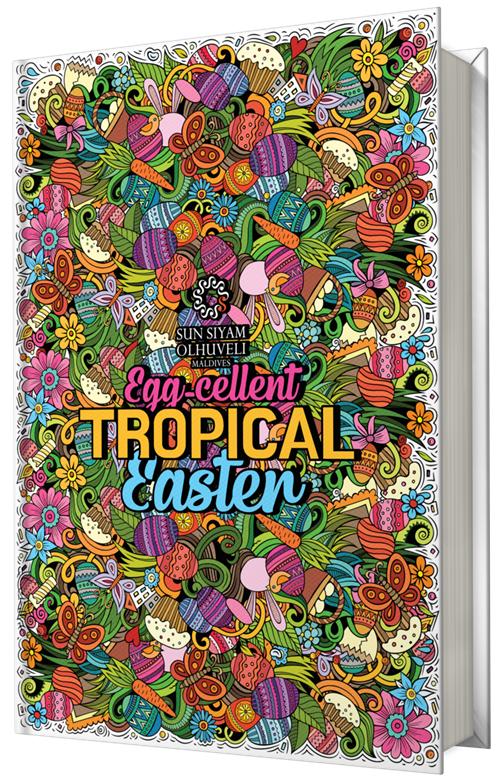 SUN SIYAM
OLHUVELI
MALDIVES
Egg-cellent
TROPICAL
Easter